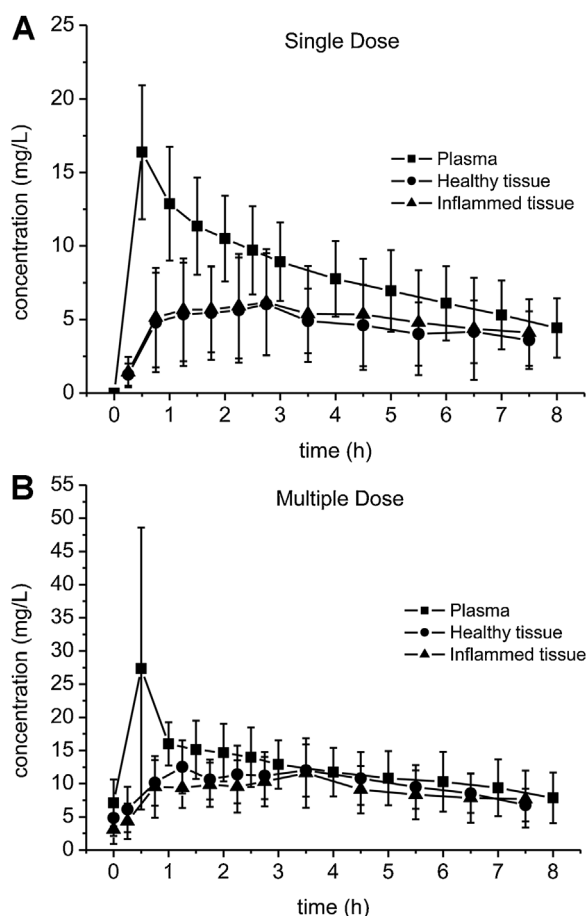 A
Single Dose
25
20
15
10
5
0
concentration (mg/L)
Plasma
Healthy tissue
Inflammed tissue
0 1 2 3 4 5 6 7 8
time (h)
B
Multiple Dose
55
50
45
40
35
30
25
20
15
10
5
0
concentration (mg/L)
Plasma
Healthy tissue
Inflammed tissue
0 1 2 3 4 5 6 7 8
time (h)